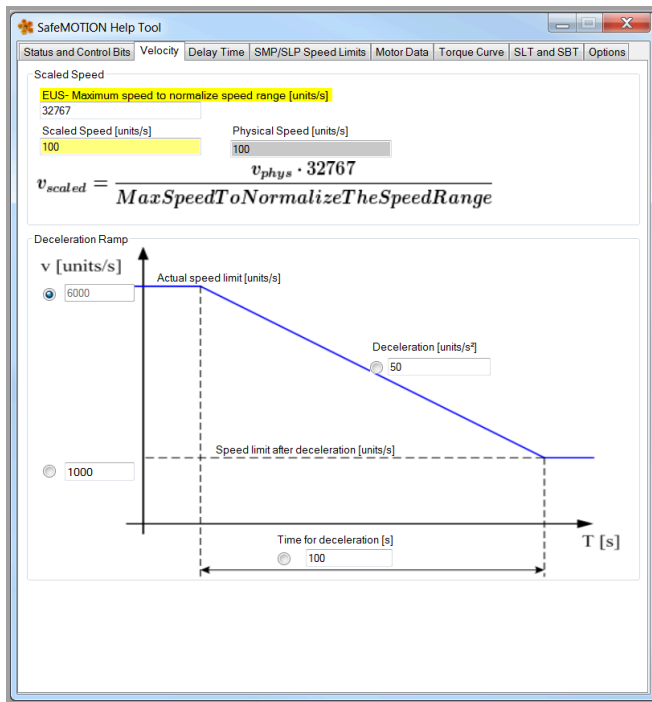 SafeMOTION Help Tool
Status and Control Bits Velocity Delay Time SMP/SLP Speed Limits Motor Data Torque Curve SLT and SBT Options
Scaled Speed
EUS- Maximum speed to normalize speed range [units/s]
32767
Scaled Speed [units/s] Physical Speed [units/s]
100 100
v_scaled = v_phys · 32767 / MaxSpeedToNormalizeTheSpeedRange
Deceleration Ramp
v [units/s]
Actual speed limit [units/s]
6000
Deceleration [units/s²]
50
Speed limit after deceleration [units/s]
1000
Time for deceleration [s]
T [s]
100